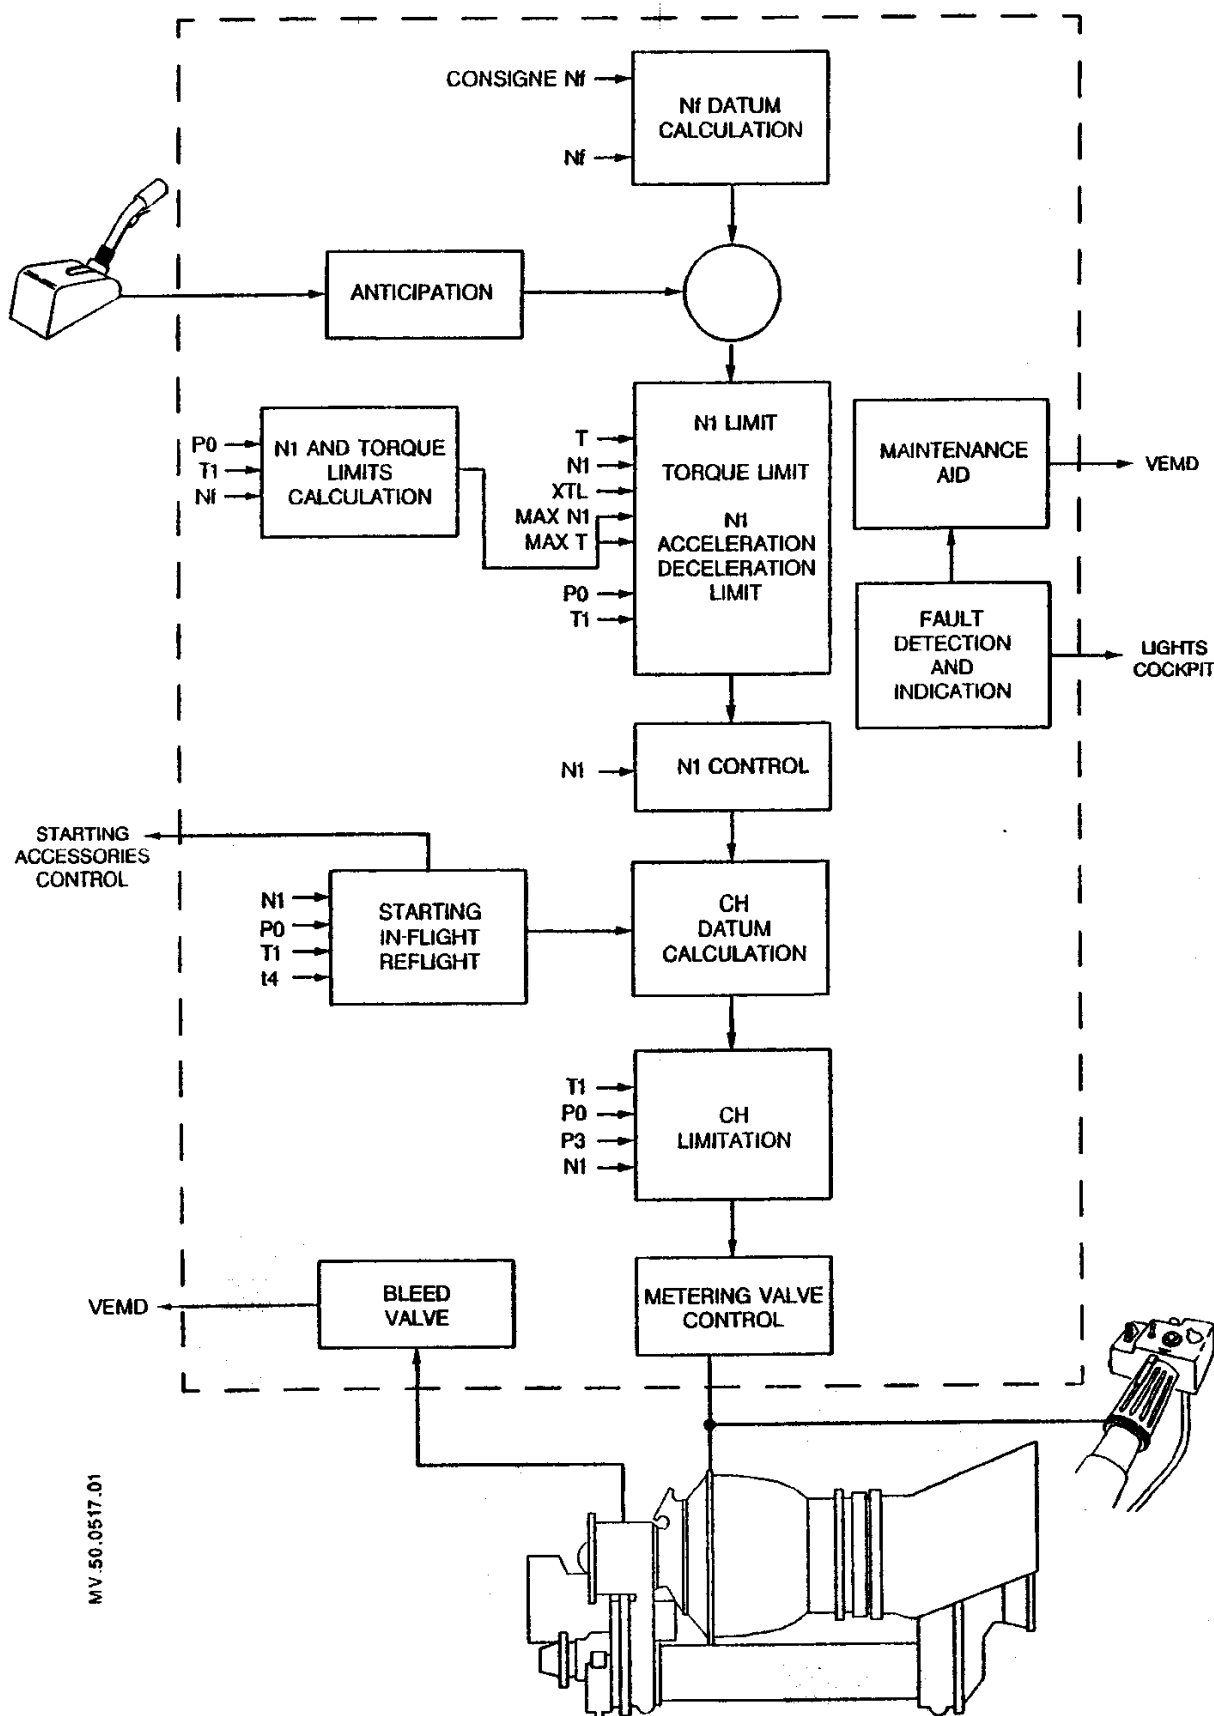 CONSIGNE Nf
Nf DATUM
CALCULATION
Nf
ANTICIPATION
P0
T1
Nf
N1 AND TORQUE
LIMITS
CALCULATION
T
N1
XTL
MAX N1
MAX T
P0
T1
N1 LIMIT
TORQUE LIMIT
N1
ACCELERATION
DECELERATION
LIMIT
MAINTENANCE
AID
VEMD
FAULT
DETECTION
AND
INDICATION
LIGHTS
COCKPIT
N1
N1 CONTROL
STARTING
ACCESSORIES
CONTROL
N1
P0
T1
t4
STARTING
IN-FLIGHT
REFLIGHT
CH
DATUM
CALCULATION
T1
P0
P3
N1
CH
LIMITATION
VEMD
BLEED
VALVE
METERING VALVE
CONTROL
MV.50.0517.01